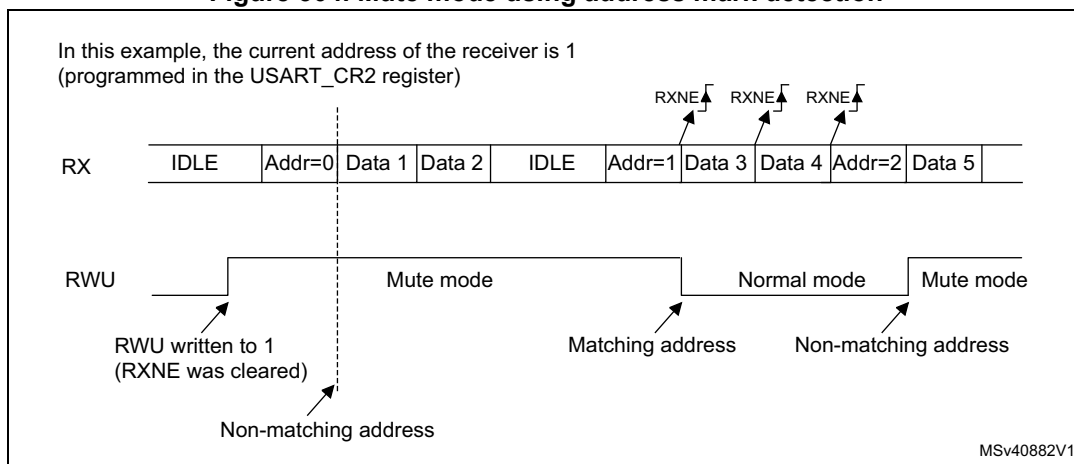 In this example, the current address of the receiver is 1
(programmed in the USART_CR2 register)
RXNE RXNE RXNE
RX IDLE Addr=0 Data 1 Data 2 IDLE Addr=1 Data 3 Data 4 Addr=2 Data 5
RWU Mute mode Normal mode Mute mode
RWU written to 1
(RXNE was cleared)
Matching address Non-matching address
Non-matching address
MSv40882V1